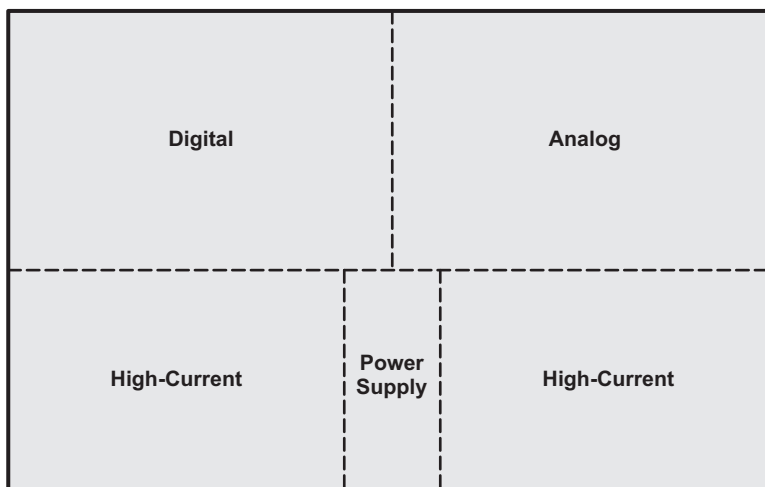 Digital
Analog
High-Current
Power
Supply
High-Current